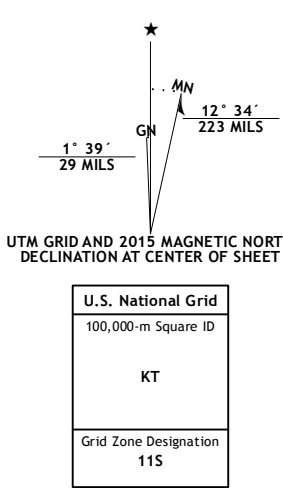 ★
MN
GN
12° 34´
223 MILS
1° 39´
29 MILS
UTM GRID AND 2015 MAGNETIC NORT
DECLINATION AT CENTER OF SHEET
U.S. National Grid
100,000-m Square ID
KT
Grid Zone Designation
11S